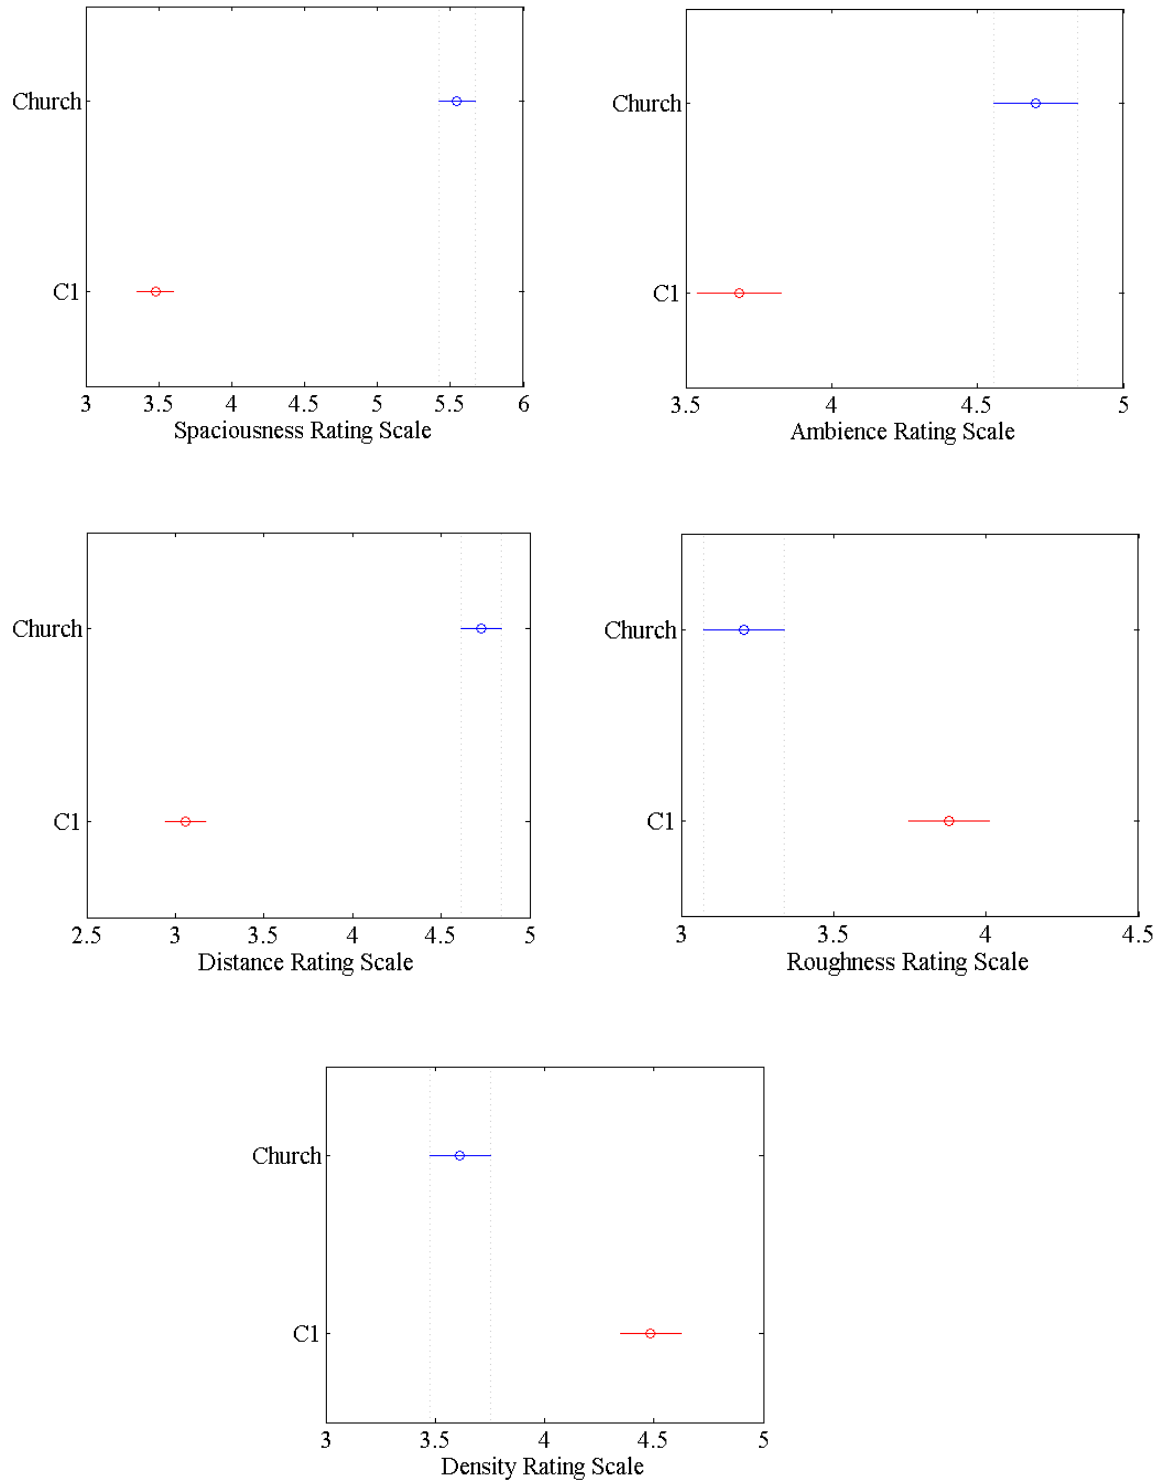 Church
C1
3 3.5 4 4.5 5 5.5 6
Spaciousness Rating Scale
Church
C1
3.5 4 4.5 5
Ambience Rating Scale
Church
C1
2.5 3 3.5 4 4.5 5
Distance Rating Scale
Church
C1
3 3.5 4 4.5
Roughness Rating Scale
Church
C1
3 3.5 4 4.5 5
Density Rating Scale